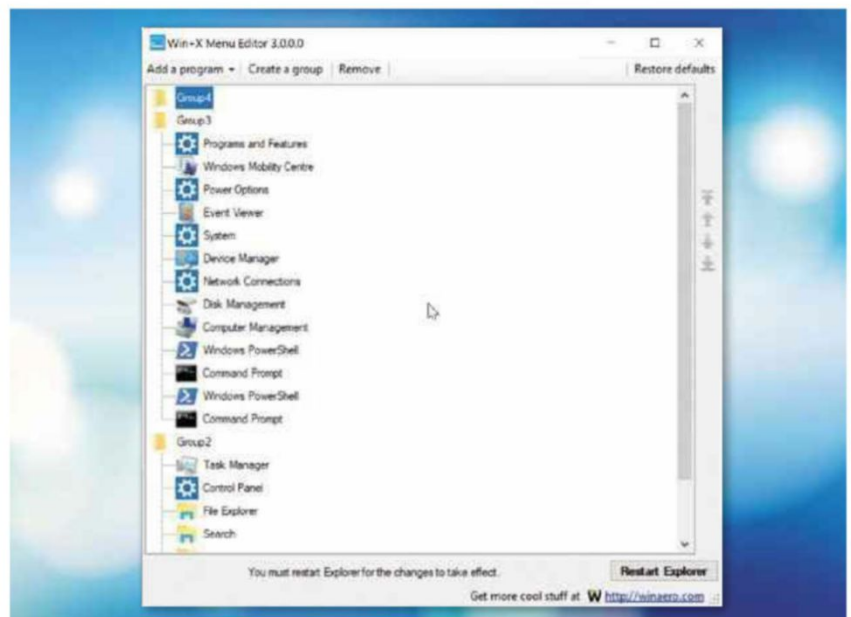 Win+X Menu Editor 3.0.0.0
Add a program Create a group Remove Restore defaults
Group4
Group3
Programs and Features
Windows Mobility Centre
Power Options
Event Viewer
System
Device Manager
Network Connections
Disk Management
Computer Management
Windows PowerShell
Command Prompt
Windows PowerShell
Command Prompt
Group2
Task Manager
Control Panel
File Explorer
Search
You must restart Explorer for the changes to take effect. Restart Explorer
Get more cool stuff at W http://winaero.com